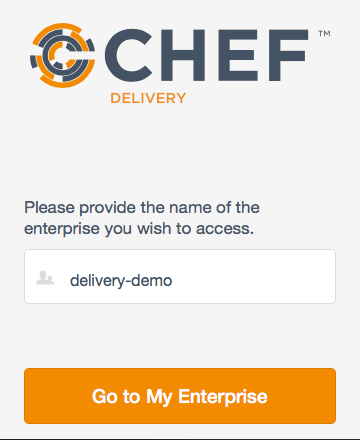 CHEF™
DELIVERY
Please provide the name of the
enterprise you wish to access.
delivery-demo
Go to My Enterprise